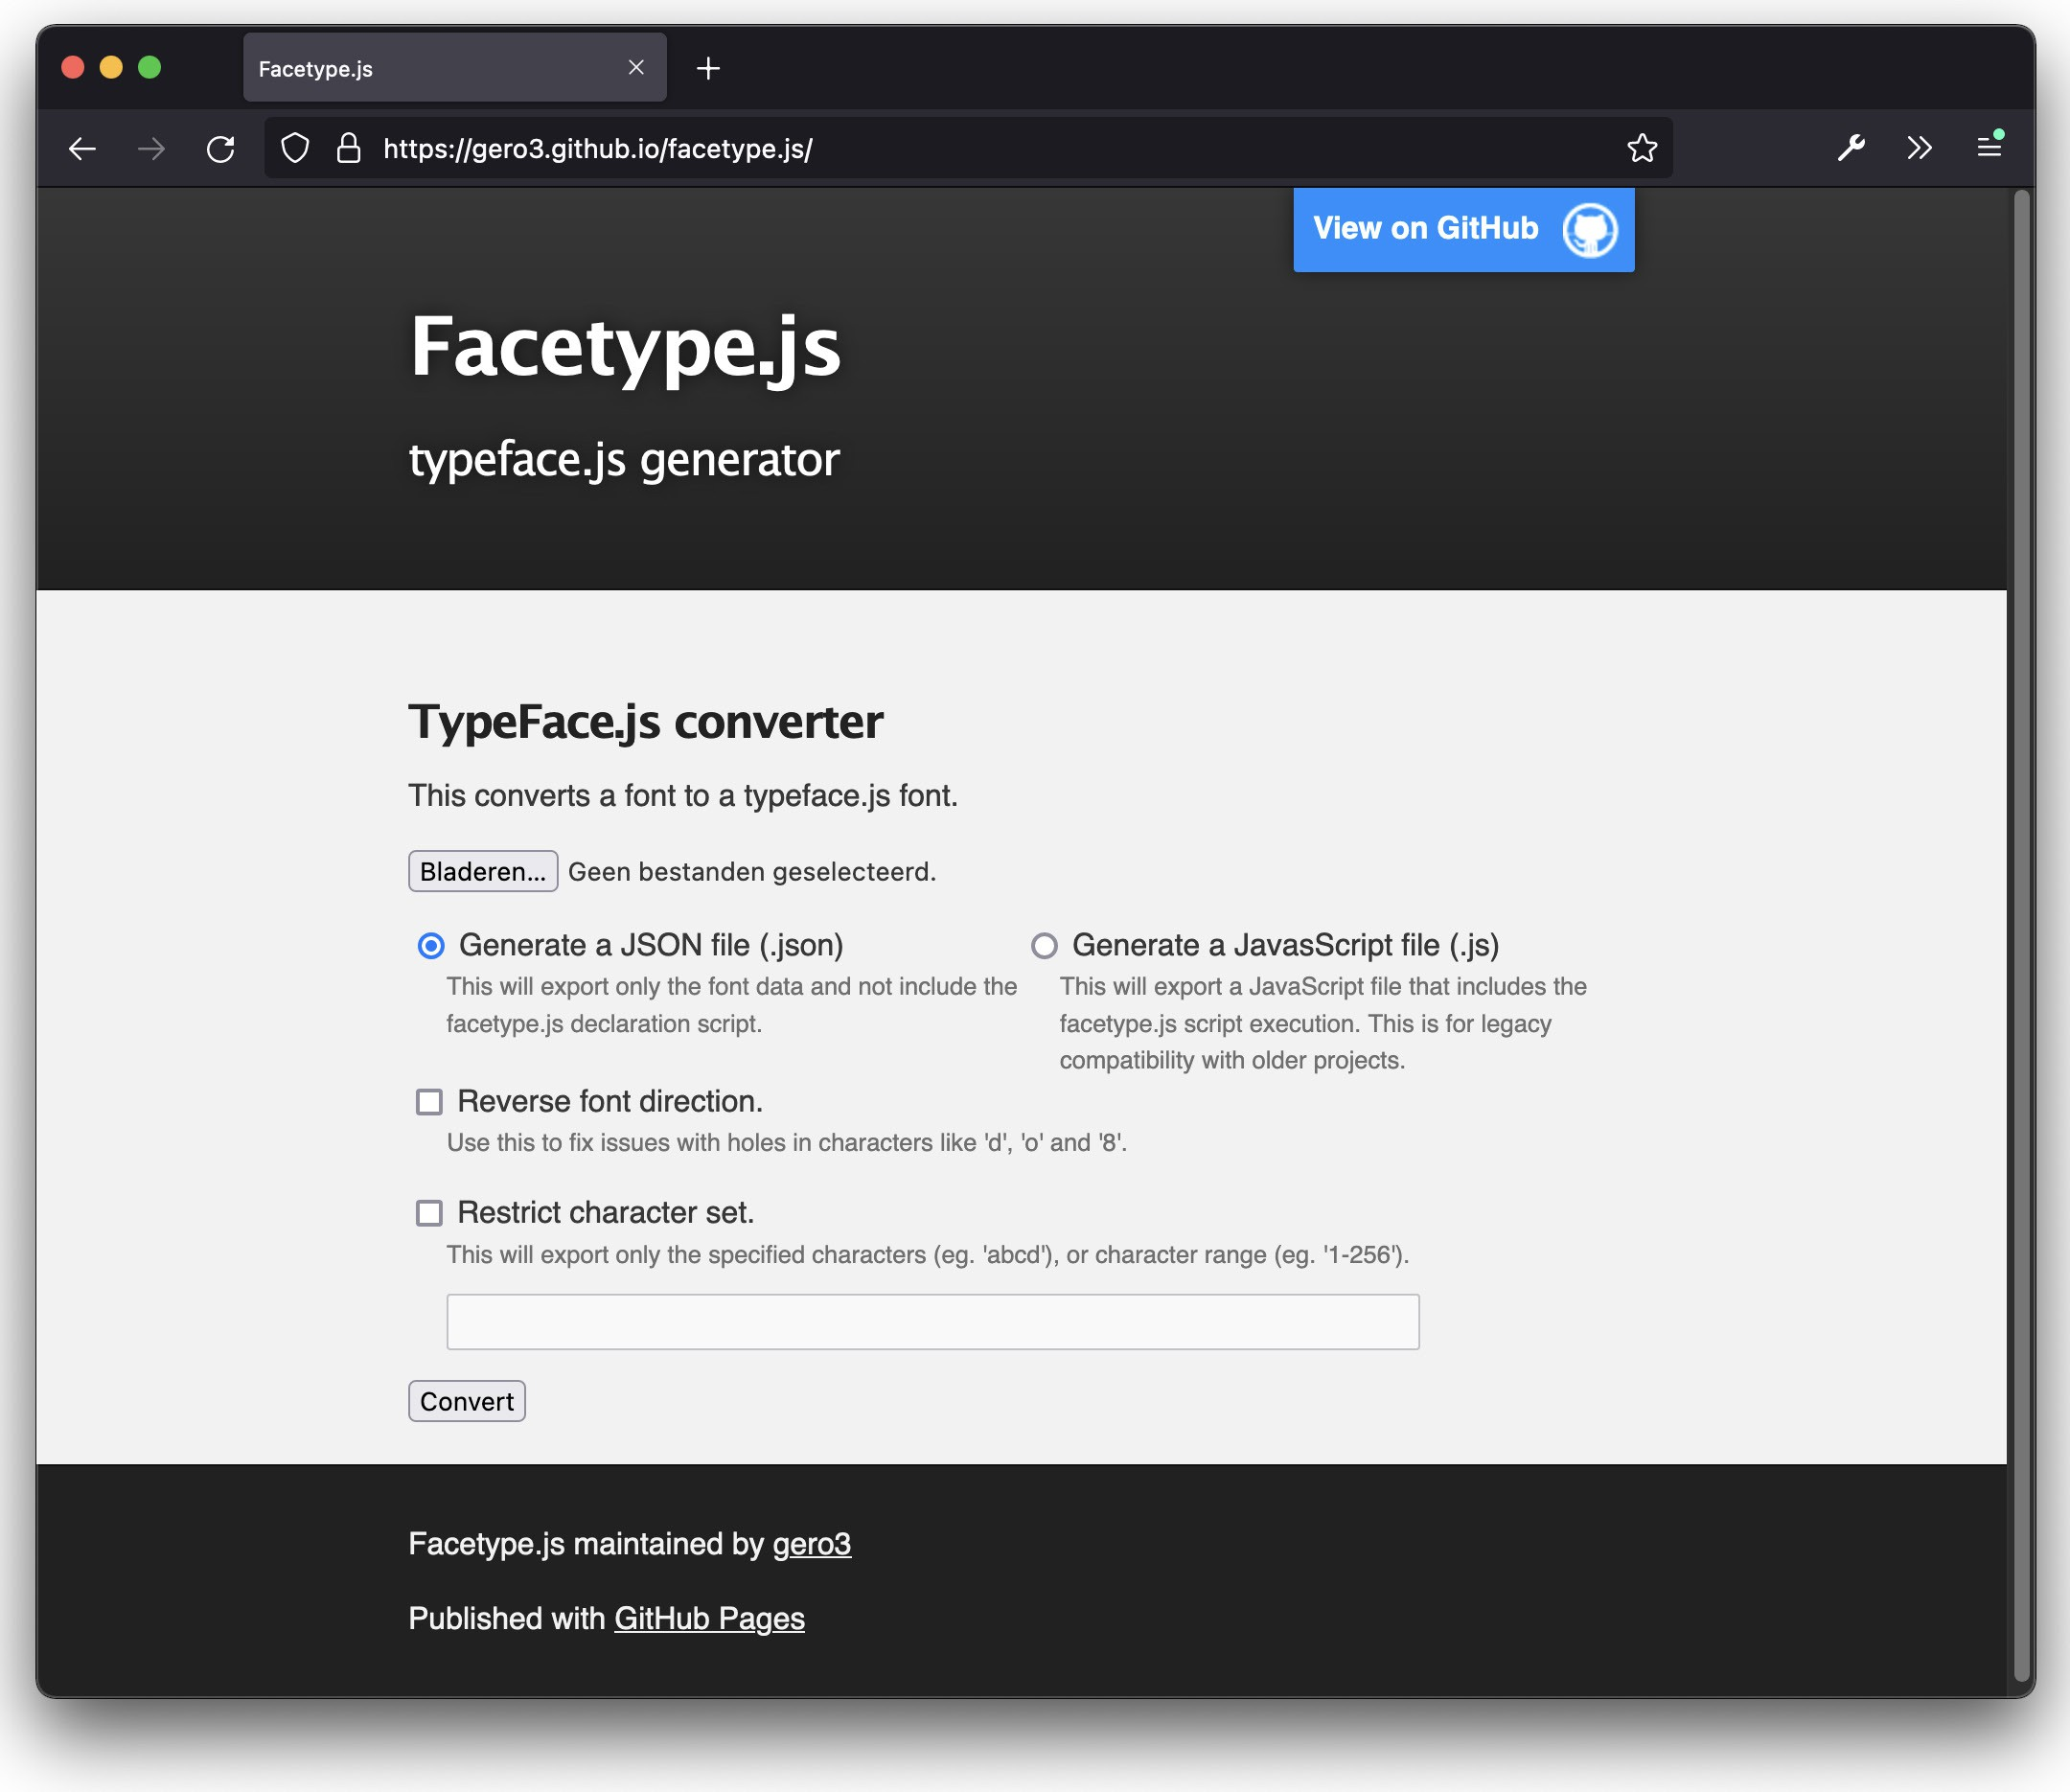 Facetype.js
https://gero3.github.io/facetype.js/
View on GitHub
Facetype.js
typeface.js generator
TypeFace.js converter
This converts a font to a typeface.js font.
Bladeren... Geen bestanden geselecteerd.
Generate a JSON file (.json)
This will export only the font data and not include the
facetype.js declaration script.
Generate a JavasScript file (.js)
This will export a JavaScript file that includes the
facetype.js script execution. This is for legacy
compatibility with older projects.
Reverse font direction.
Use this to fix issues with holes in characters like 'd', 'o' and '8'.
Restrict character set.
This will export only the specified characters (eg. 'abcd'), or character range (eg. '1-256').
Convert
Facetype.js maintained by gero3
Published with GitHub Pages